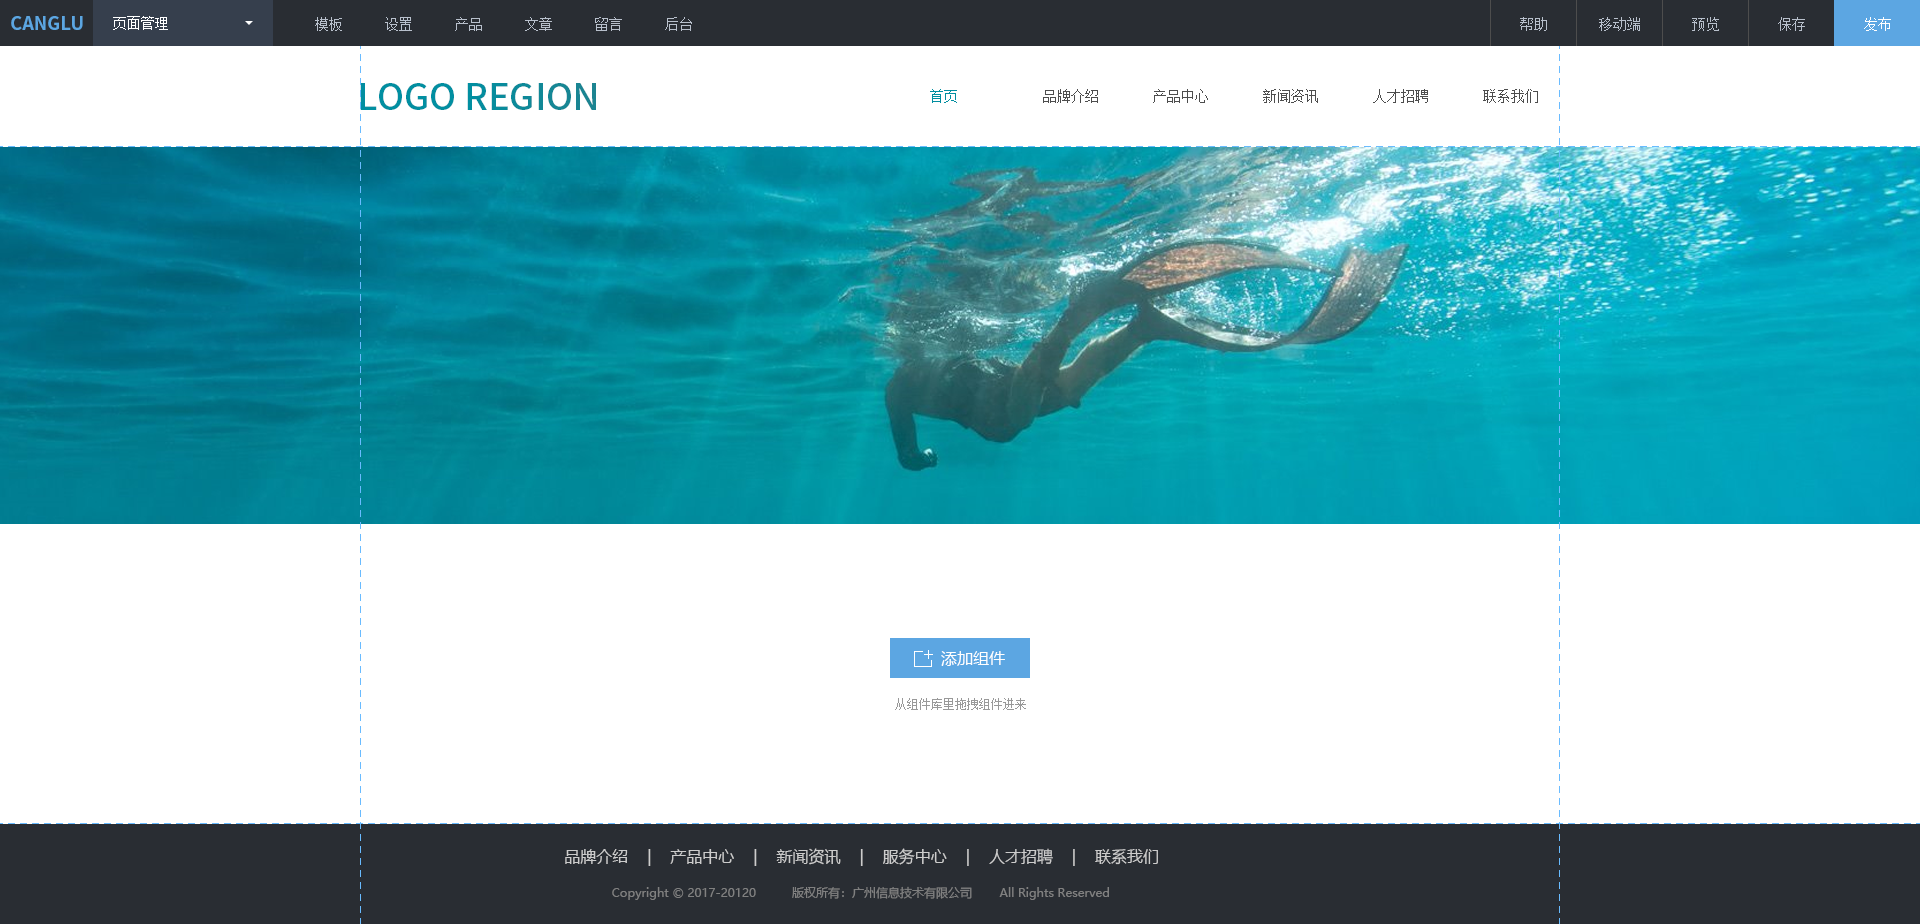 CANGLU 页面管理 模板 设置 产品 文章 留言 后台 帮助 移动端 预览 保存 发布
LOGO REGION 首页 品牌介绍 产品中心 新闻资讯 人才招聘 联系我们
添加组件
从组件库里拖拽组件进来
品牌介绍 | 产品中心 | 新闻资讯 | 服务中心 | 人才招聘 | 联系我们
Copyright © 2017-20120 版权所有：广州信息技术有限公司 All Rights Reserved